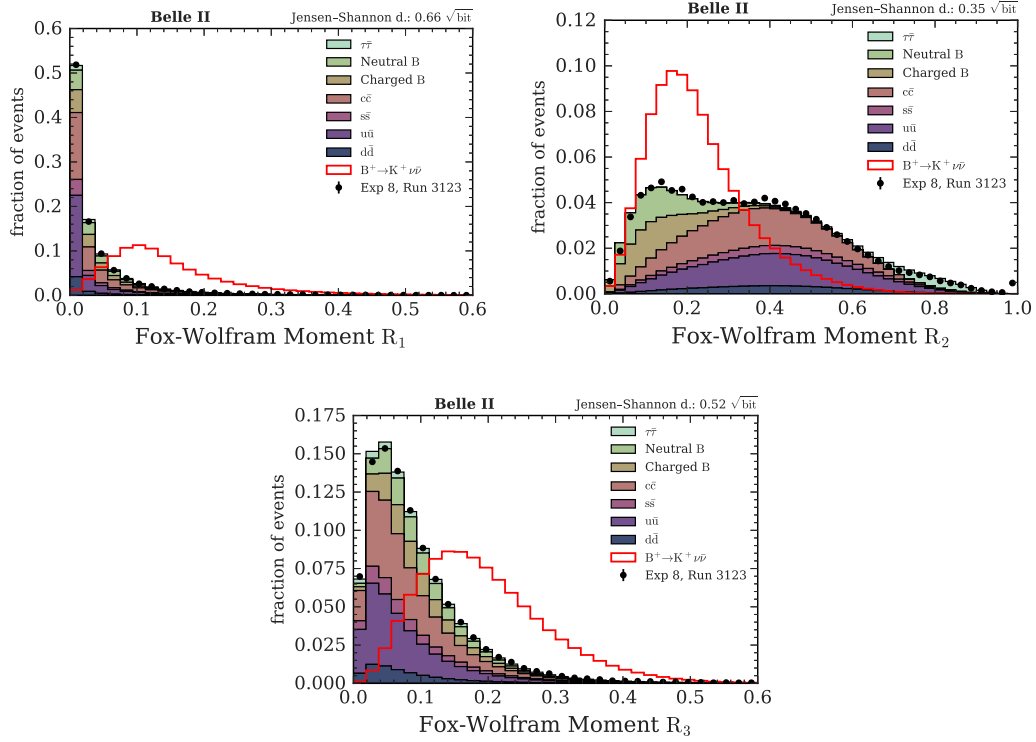 Belle II Jensen–Shannon d.: 0.66 √bit
fraction of events
0.6
0.5
0.4
0.3
0.2
0.1
0.0
ττ̄
Neutral B
Charged B
cc̄
ss̄
uū
dd̄
B⁺→K⁺νν̄
Exp 8, Run 3123
0.0 0.1 0.2 0.3 0.4 0.5 0.6
Fox-Wolfram Moment R₁
Belle II Jensen–Shannon d.: 0.35 √bit
fraction of events
0.12
0.10
0.08
0.06
0.04
0.02
0.00
ττ̄
Neutral B
Charged B
cc̄
ss̄
uū
dd̄
B⁺→K⁺νν̄
Exp 8, Run 3123
0.0 0.2 0.4 0.6 0.8 1.0
Fox-Wolfram Moment R₂
Belle II Jensen–Shannon d.: 0.52 √bit
fraction of events
0.175
0.150
0.125
0.100
0.075
0.050
0.025
0.000
ττ̄
Neutral B
Charged B
cc̄
ss̄
uū
dd̄
B⁺→K⁺νν̄
Exp 8, Run 3123
0.0 0.1 0.2 0.3 0.4 0.5 0.6
Fox-Wolfram Moment R₃